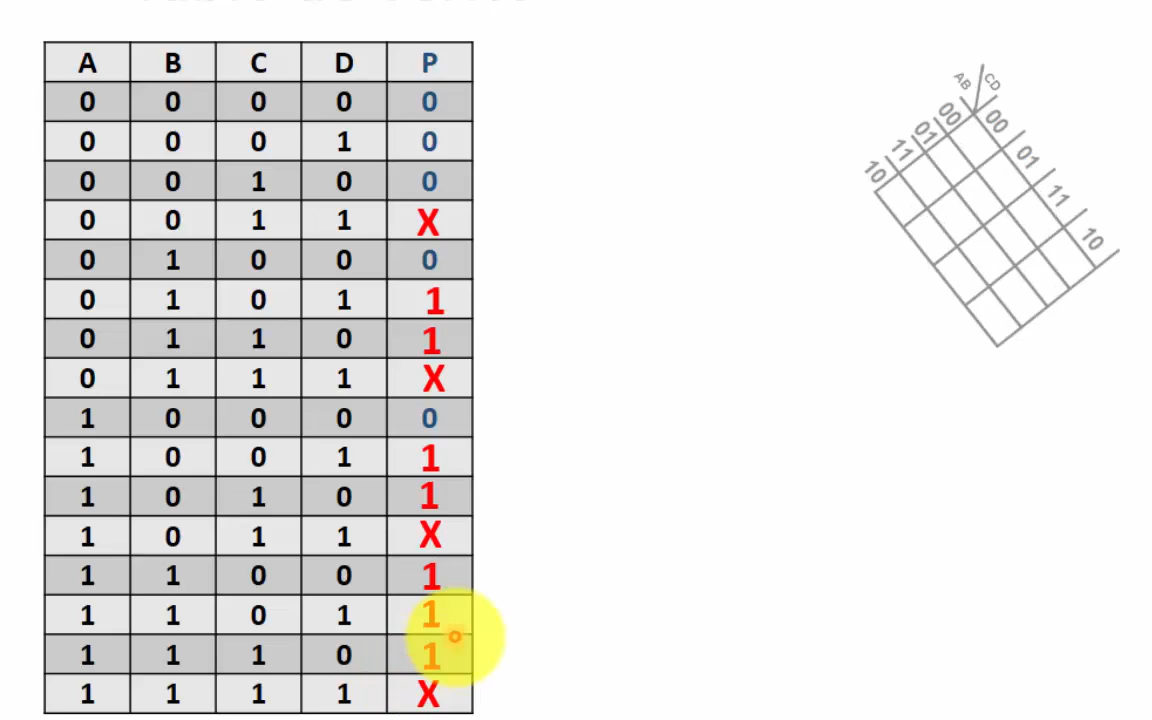 A B C D P
0 0 0 0 0
0 0 0 1 0
0 0 1 0 0
0 0 1 1 X
0 1 0 0 0
0 1 0 1 1
0 1 1 0 1
0 1 1 1 X
1 0 0 0 0
1 0 0 1 1
1 0 1 0 1
1 0 1 1 X
1 1 0 0 1
1 1 0 1 1
1 1 1 0 1
1 1 1 1 X
AB CD
00 01 11 10
00 01 11 10